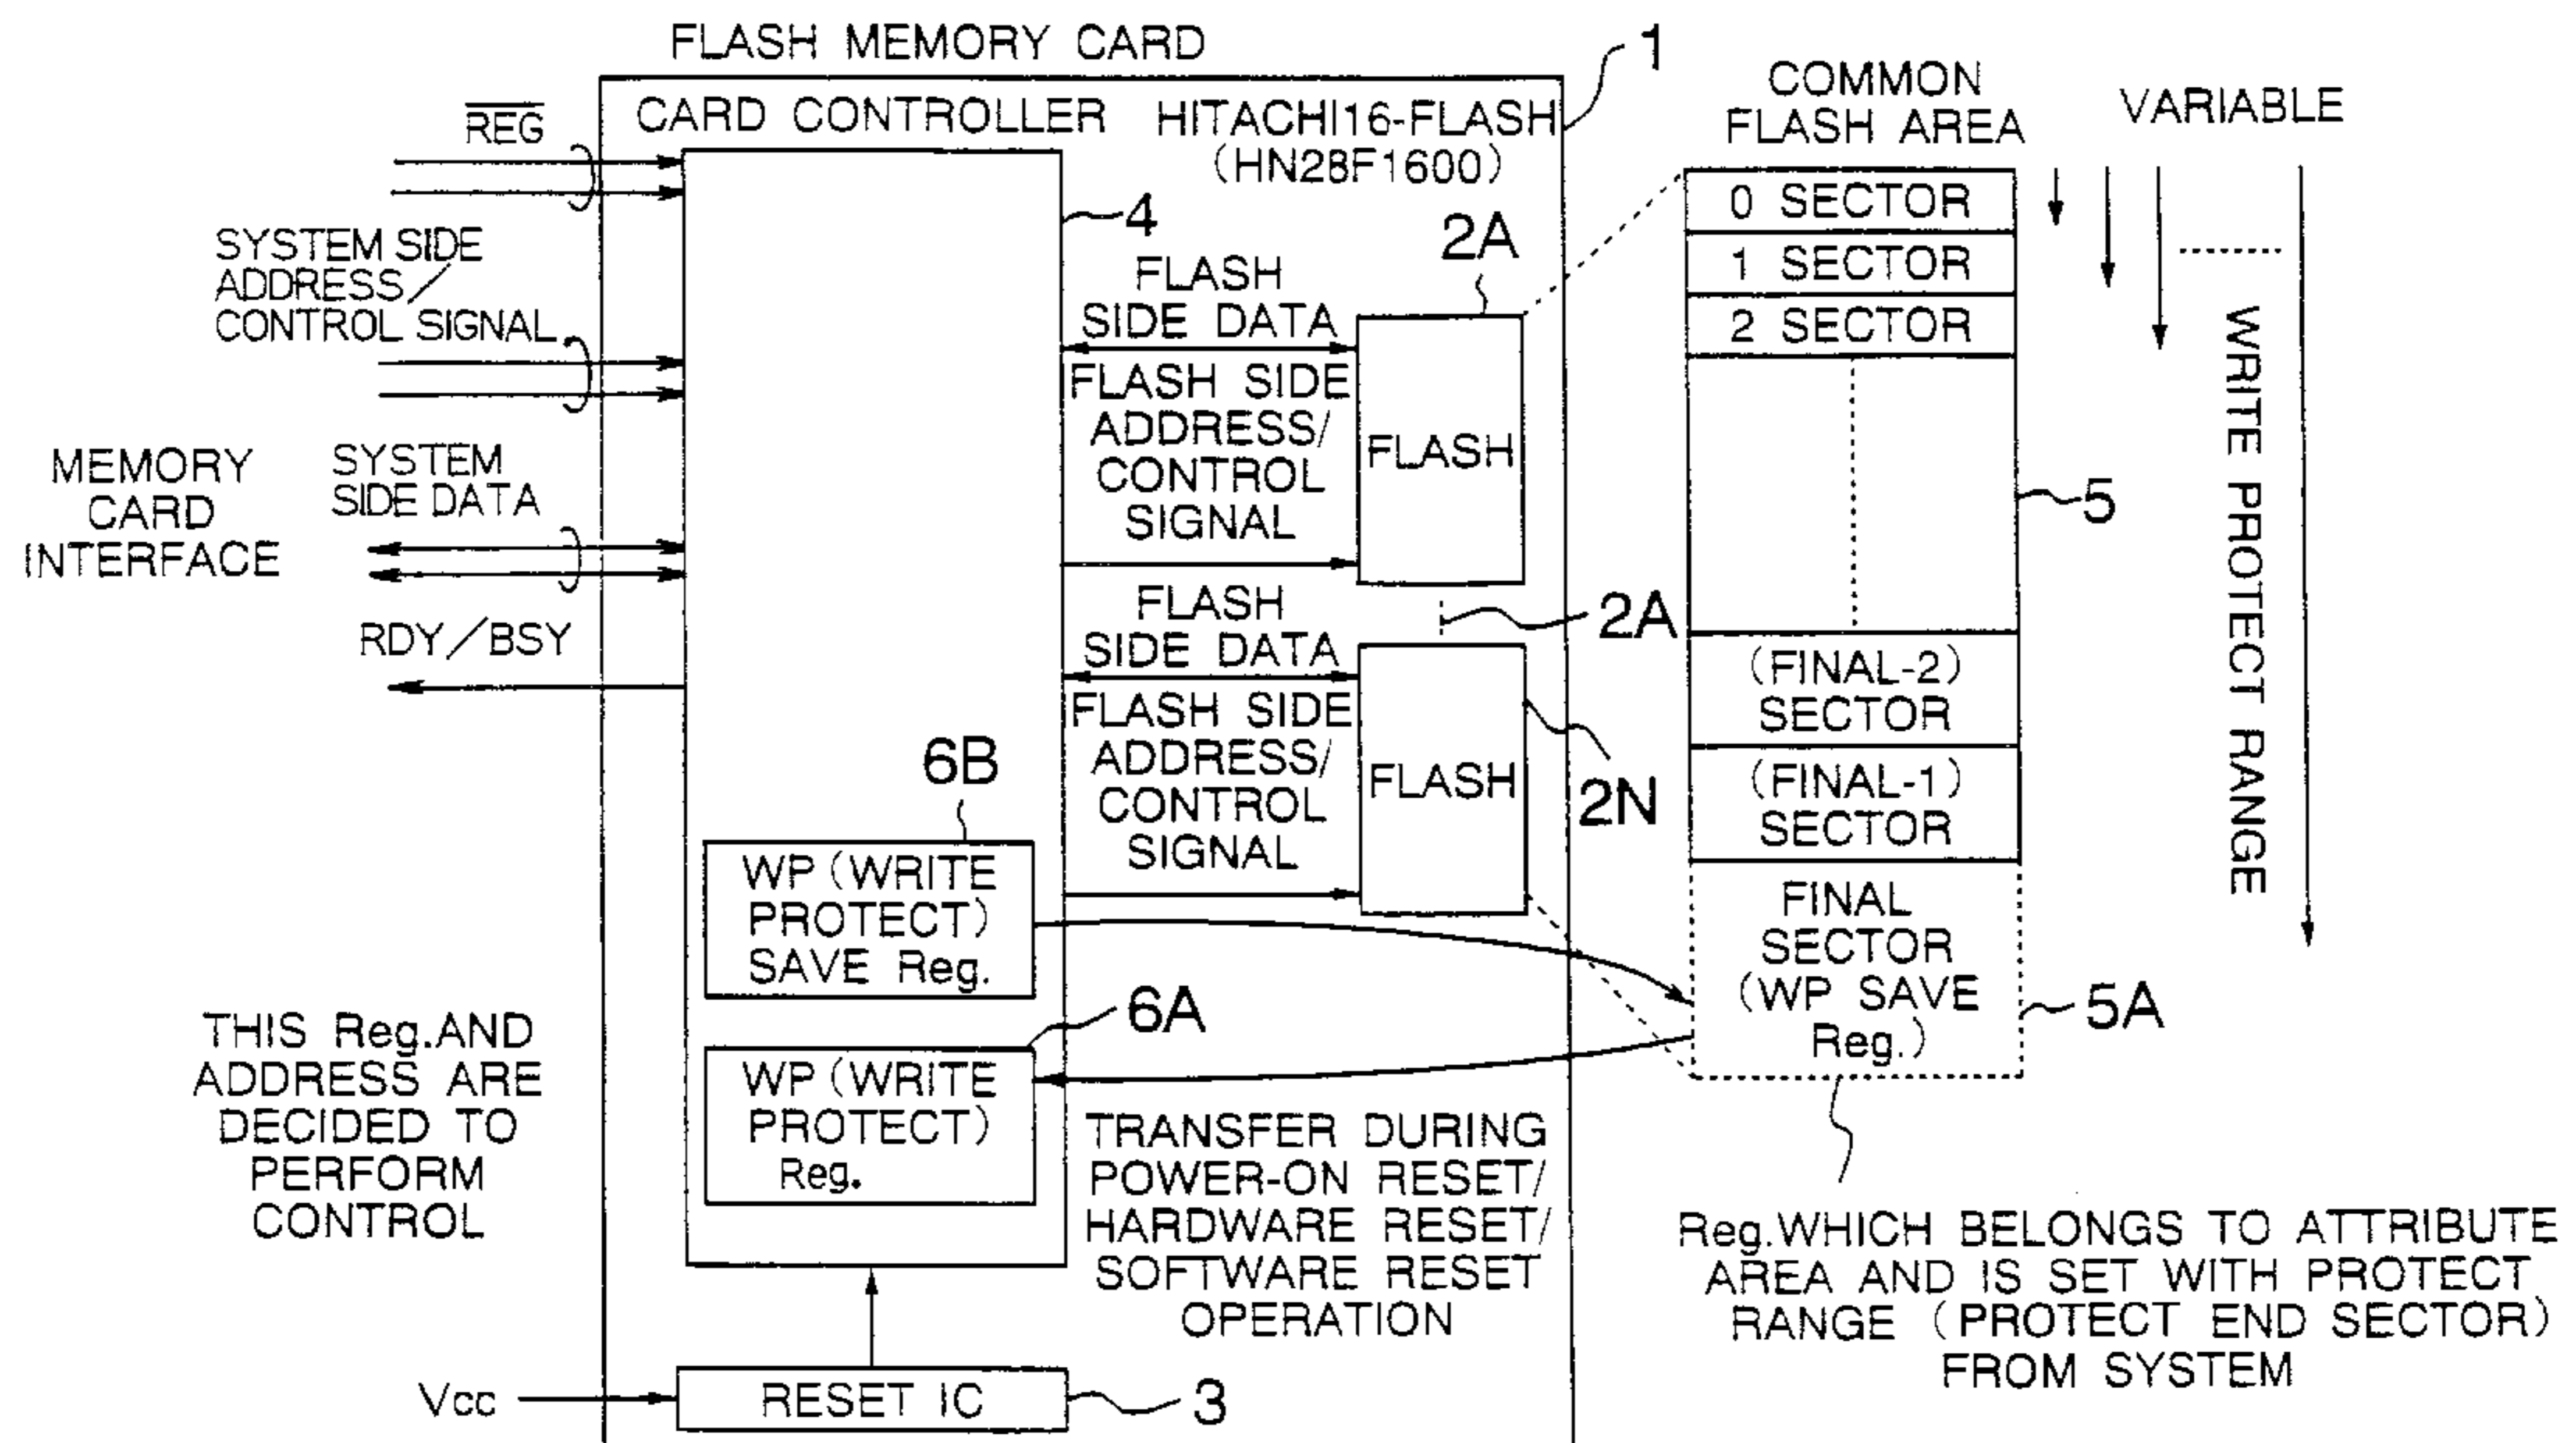 FLASH MEMORY CARD
1
CARD CONTROLLER
HITACHI16-FLASH
(HN28F1600)
REG
SYSTEM SIDE
ADDRESS/
CONTROL SIGNAL
MEMORY
CARD
INTERFACE
SYSTEM
SIDE DATA
RDY/BSY
4
2A
FLASH
SIDE DATA
FLASH SIDE
ADDRESS/
CONTROL
SIGNAL
FLASH
2A
FLASH
SIDE DATA
FLASH SIDE
ADDRESS/
CONTROL
SIGNAL
FLASH
2N
6B
WP (WRITE
PROTECT)
SAVE Reg.
6A
WP (WRITE
PROTECT)
Reg.
THIS Reg.AND
ADDRESS ARE
DECIDED TO
PERFORM
CONTROL
TRANSFER DURING
POWER-ON RESET/
HARDWARE RESET/
SOFTWARE RESET
OPERATION
Vcc
RESET IC
3
COMMON
FLASH AREA
VARIABLE
0 SECTOR
1 SECTOR
2 SECTOR
5
(FINAL-2)
SECTOR
(FINAL-1)
SECTOR
FINAL
SECTOR
(WP SAVE
Reg.)
5A
WRITE PROTECT RANGE
Reg.WHICH BELONGS TO ATTRIBUTE
AREA AND IS SET WITH PROTECT
RANGE (PROTECT END SECTOR)
FROM SYSTEM